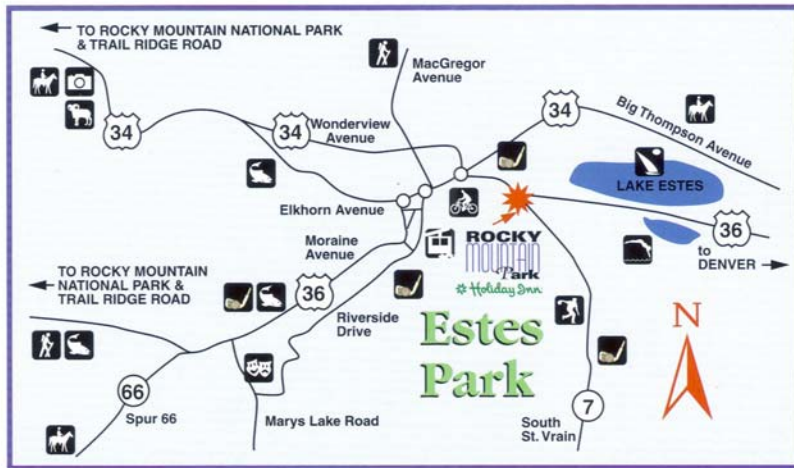 TO ROCKY MOUNTAIN NATIONAL PARK
& TRAIL RIDGE ROAD
MacGregor
Avenue
34
34
34
Wonderview
Avenue
Big Thompson Avenue
LAKE ESTES
Elkhorn Avenue
36
to
DENVER
ROCKY
MOUNTAIN
Park
Holiday Inn
Moraine
Avenue
TO ROCKY MOUNTAIN
NATIONAL PARK &
TRAIL RIDGE ROAD
36
Riverside
Drive
Estes
Park
N
66
Spur 66
Marys Lake Road
7
South
St. Vrain